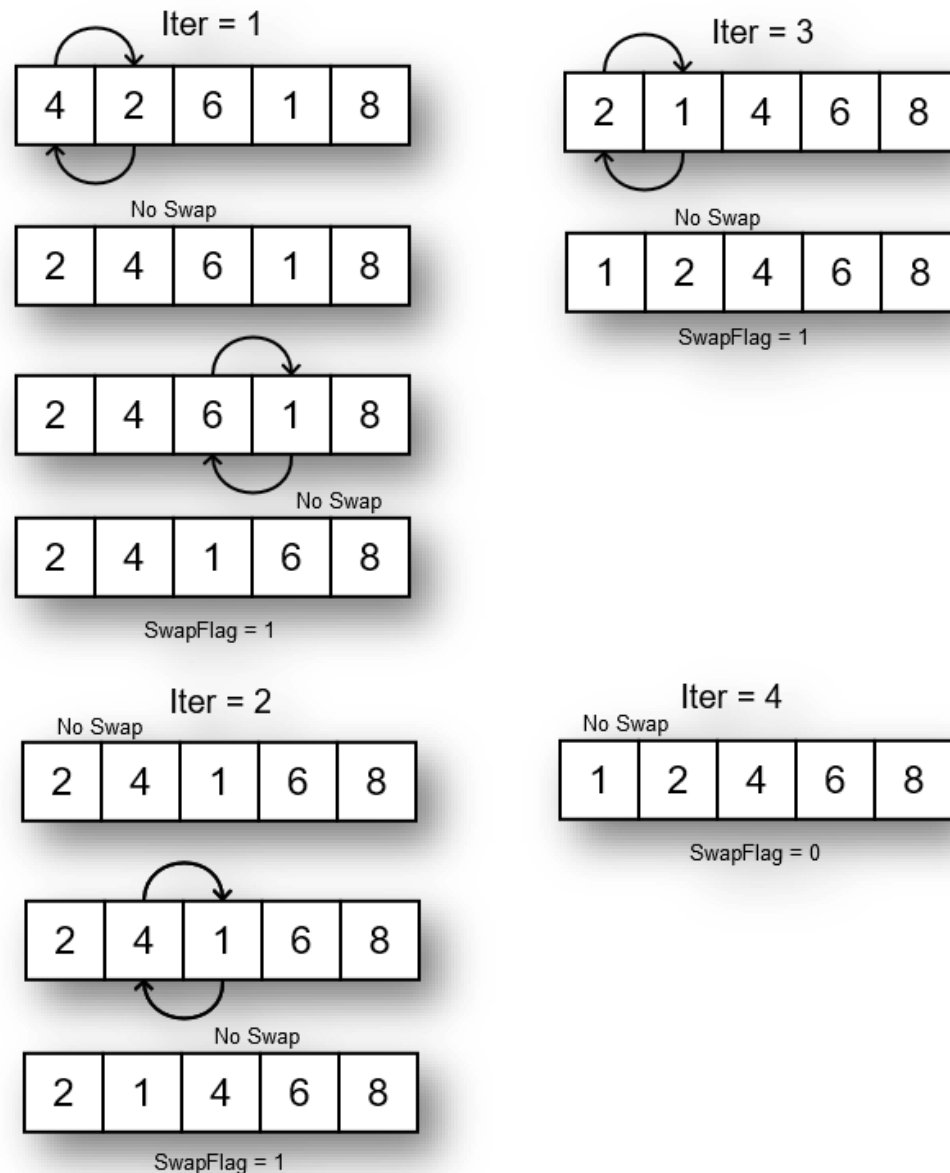 Iter = 1
4 2 6 1 8
No Swap
2 4 6 1 8
2 4 6 1 8
No Swap
2 4 1 6 8
SwapFlag = 1
Iter = 2
No Swap
2 4 1 6 8
2 4 1 6 8
No Swap
2 1 4 6 8
SwapFlag = 1
Iter = 3
2 1 4 6 8
No Swap
1 2 4 6 8
SwapFlag = 1
Iter = 4
No Swap
1 2 4 6 8
SwapFlag = 0